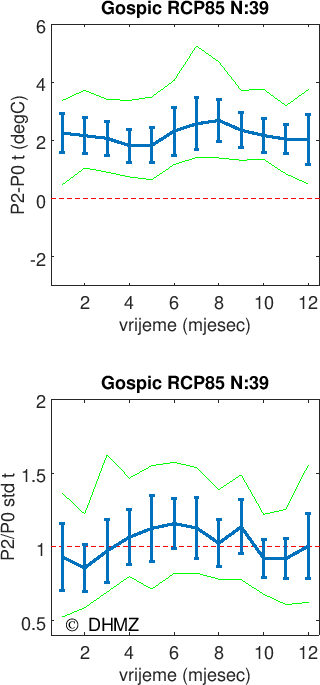 Gospic RCP85 N:39
P2-P0 t (degC)
6
4
2
0
-2
2 4 6 8 10 12
vrijeme (mjesec)
Gospic RCP85 N:39
P2/P0 std t
2
1.5
1
0.5
© DHMZ
2 4 6 8 10 12
vrijeme (mjesec)